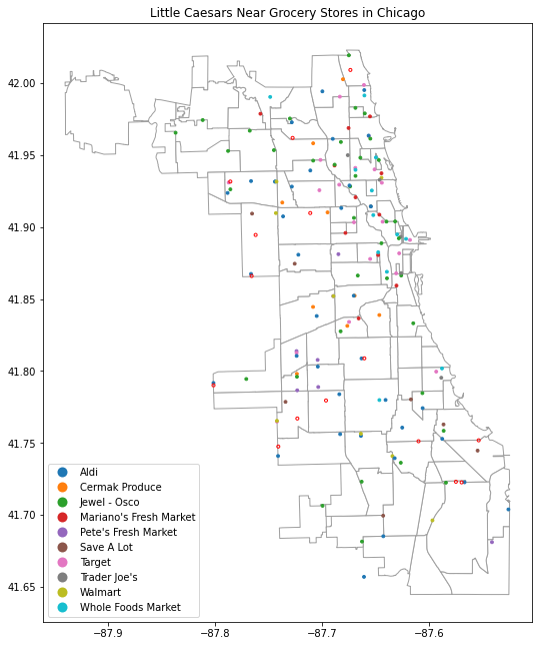 Little Caesars Near Grocery Stores in Chicago
42.00
41.95
41.90
41.85
41.80
41.75
41.70
41.65
Aldi
Cermak Produce
Jewel - Osco
Mariano's Fresh Market
Pete's Fresh Market
Save A Lot
Target
Trader Joe's
Walmart
Whole Foods Market
−87.9 −87.8 −87.7 −87.6